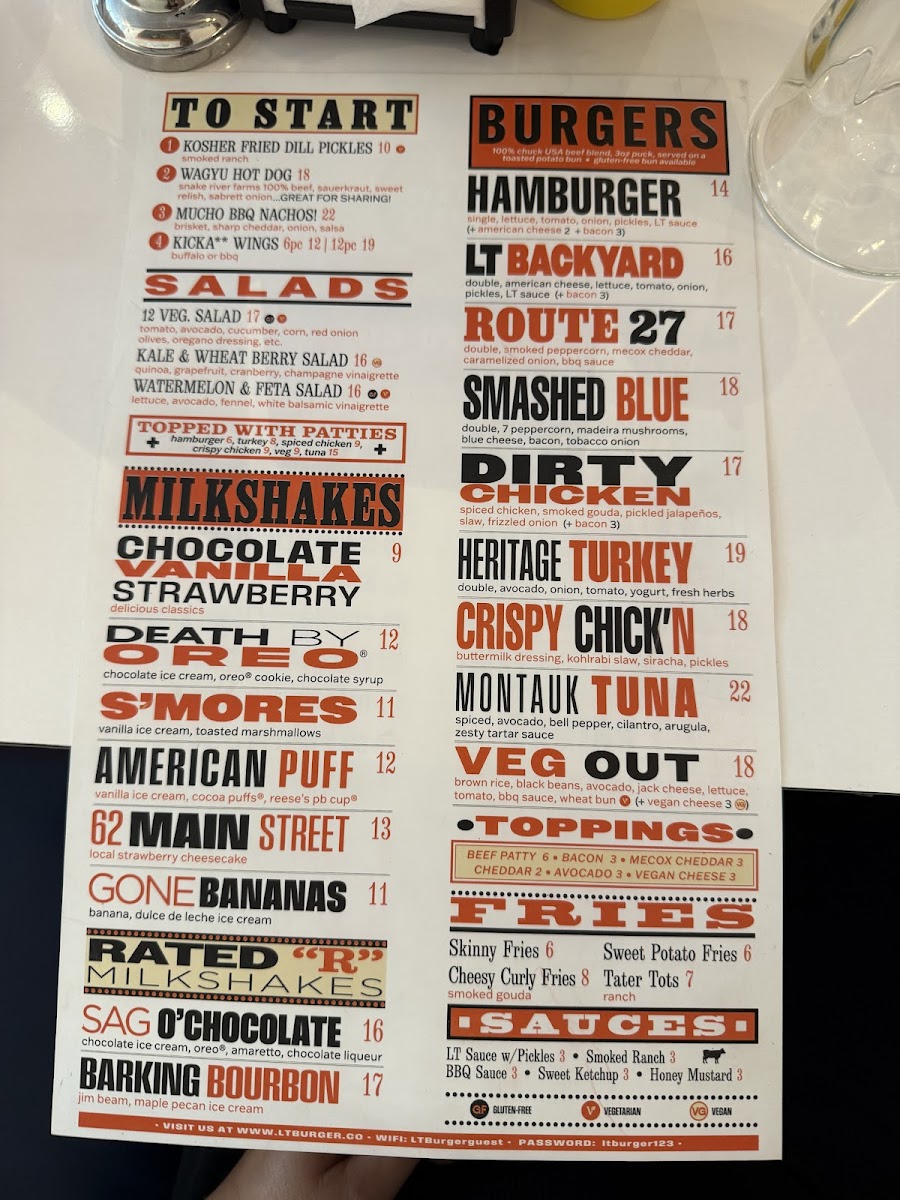 TO START
1 KOSHER FRIED DILL PICKLES 10 V
smoked ranch
2 WAGYU HOT DOG 18
snake river farms 100% beef, sauerkraut, sweet
relish, sabrett onion...GREAT FOR SHARING!
3 MUCHO BBQ NACHOS! 22
brisket, sharp cheddar, onion, salsa
4 KICKA** WINGS 6pc 12 | 12pc 19
buffalo or bbq
SALADS
12 VEG. SALAD 17 GF V
tomato, avocado, cucumber, corn, red onion
olives, oregano dressing, etc.
KALE & WHEAT BERRY SALAD 16 VG
quinoa, grapefruit, cranberry, champagne vinaigrette
WATERMELON & FETA SALAD 16 GF V
lettuce, avocado, fennel, white balsamic vinaigrette
TOPPED WITH PATTIES
+ hamburger 6, turkey 8, spiced chicken 9, +
crispy chicken 9, veg 9, tuna 15
MILKSHAKES
CHOCOLATE 9
VANILLA
STRAWBERRY
delicious classics
DEATH BY 12
OREO®
chocolate ice cream, oreo® cookie, chocolate syrup
S'MORES 11
vanilla ice cream, toasted marshmallows
AMERICAN PUFF 12
vanilla ice cream, cocoa puffs®, reese's pb cup®
62 MAIN STREET 13
local strawberry cheesecake
GONE BANANAS 11
banana, dulce de leche ice cream
RATED "R"
MILKSHAKES
SAG O'CHOCOLATE 16
chocolate ice cream, oreo®, amaretto, chocolate liqueur
BARKING BOURBON 17
jim beam, maple pecan ice cream
BURGERS
100% chuck USA beef blend, 3oz puck, served on a
toasted potato bun • gluten-free bun available
HAMBURGER 14
single, lettuce, tomato, onion, pickles, LT sauce
(+ american cheese 2 + bacon 3)
LT BACKYARD 16
double, american cheese, lettuce, tomato, onion,
pickles, LT sauce (+ bacon 3)
ROUTE 27 17
double, smoked peppercorn, mecox cheddar,
caramelized onion, bbq sauce
SMASHED BLUE 18
double, 7 peppercorn, madeira mushrooms,
blue cheese, bacon, tobacco onion
DIRTY 17
CHICKEN
spiced chicken, smoked gouda, pickled jalapeños,
slaw, frizzled onion (+ bacon 3)
HERITAGE TURKEY 19
double, avocado, onion, tomato, yogurt, fresh herbs
CRISPY CHICK'N 18
buttermilk dressing, kohlrabi slaw, siracha, pickles
MONTAUK TUNA 22
spiced, avocado, bell pepper, cilantro, arugula,
zesty tartar sauce
VEG OUT 18
brown rice, black beans, avocado, jack cheese, lettuce,
tomato, bbq sauce, wheat bun V (+ vegan cheese 3 VG)
•TOPPINGS•
BEEF PATTY 6 • BACON 3 • MECOX CHEDDAR 3
CHEDDAR 2 • AVOCADO 3 • VEGAN CHEESE 3
FRIES
Skinny Fries 6 Sweet Potato Fries 6
Cheesy Curly Fries 8 Tater Tots 7
smoked gouda ranch
SAUCES
LT Sauce w/Pickles 3 • Smoked Ranch 3
BBQ Sauce 3 • Sweet Ketchup 3 • Honey Mustard 3
GF GLUTEN-FREE V VEGETARIAN VG VEGAN
• VISIT US AT WWW.LTBURGER.CO • WIFI: LTBurgerguest • PASSWORD: ltburger123 •